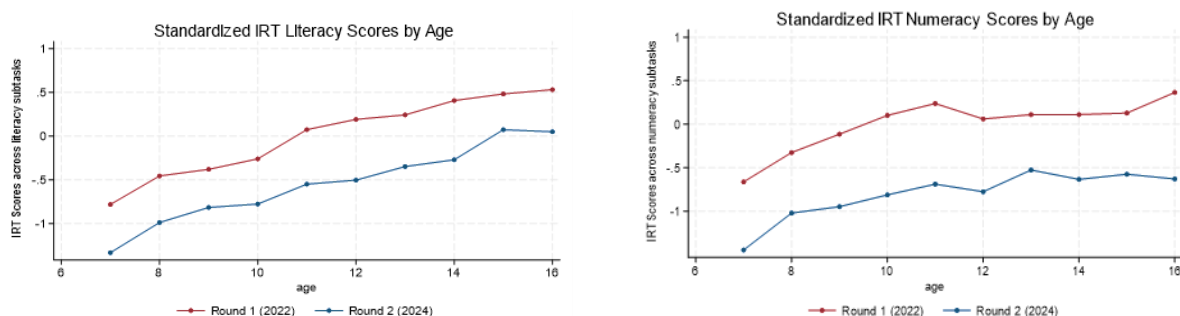 Standardized IRT Literacy Scores by Age
IRT Scores across literacy subtasks
1
.5
0
-.5
-1
6 8 10 12 14 16
age
Round 1 (2022) Round 2 (2024)
Standardized IRT Numeracy Scores by Age
IRT Scores across numeracy subtasks
1
.5
0
-.5
-1
6 8 10 12 14 16
age
Round 1 (2022) Round 2 (2024)